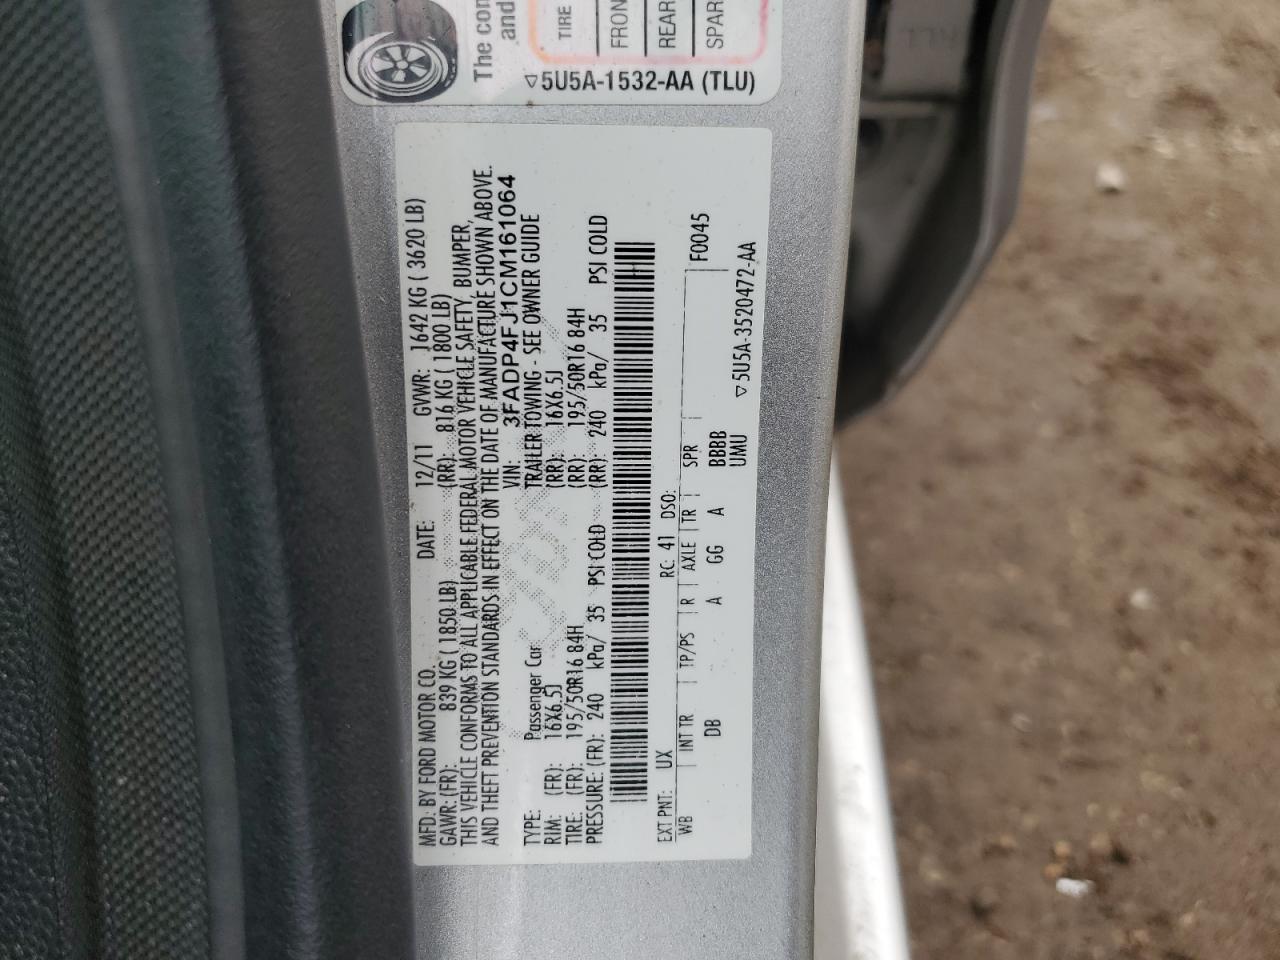 The con
and
TIRE
FRON
REAR
SPAR
5U5A-1532-AA (TLU)
MFD. BY FORD MOTOR CO.
DATE: 12/11 GVWR: 1642 KG ( 3620 LB)
GAWR: (FR): 839 KG ( 1850 LB) (RR): 816 KG ( 1800 LB)
THIS VEHICLE CONFORMS TO ALL APPLICABLE FEDERAL MOTOR VEHICLE SAFETY, BUMPER,
AND THEFT PREVENTION STANDARDS IN EFFECT ON THE DATE OF MANUFACTURE SHOWN ABOVE.
VIN: 3FADP4FJ1CM161064
TYPE: Passenger Car TRAILER TOWING - SEE OWNER GUIDE
RIM: (FR): 16X6.5J (RR): 16X6.5J
TIRE: (FR): 195/50R16 84H (RR): 195/50R16 84H
PRESSURE: (FR): 240 kPa/ 35 PSI COLD (RR): 240 kPa/ 35 PSI COLD
EXT PNT: UX RC: 41 DSO: F0045
WB INT TR TP/PS R AXLE TR SPR
DB A GG A BBBB
UMU
5U5A-3520472-AA